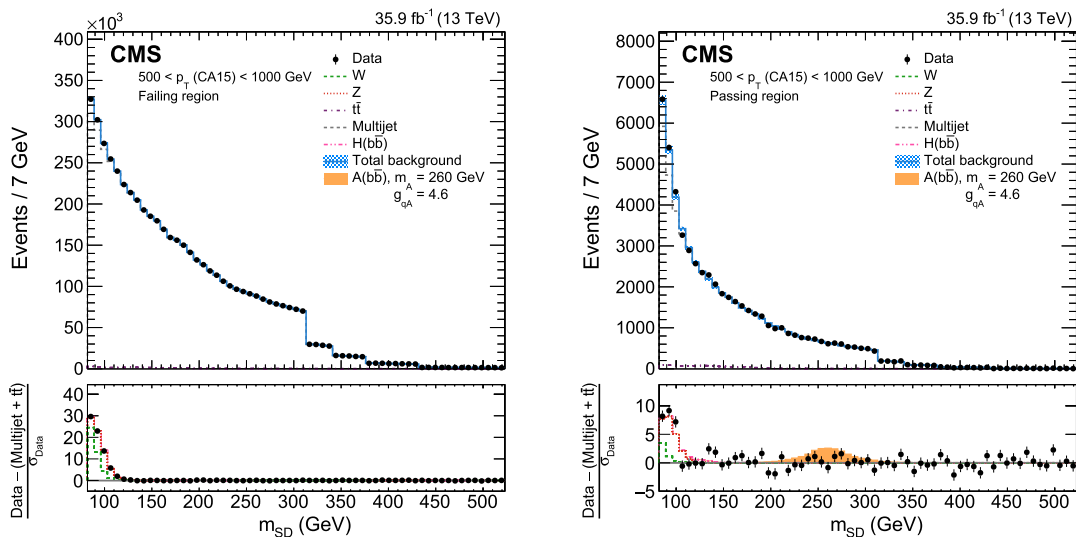 35.9 fb⁻¹ (13 TeV)
×10³
CMS
500 < p_T (CA15) < 1000 GeV
Failing region
Data
W
Z
tt̄
Multijet
H(bb̄)
Total background
A(bb̄), m_A = 260 GeV
g_qA = 4.6
Events / 7 GeV
400
350
300
250
200
150
100
50
0
Data − (Multijet + tt̄)
σ_Data
40
30
20
10
0
100 150 200 250 300 350 400 450 500
m_SD (GeV)
35.9 fb⁻¹ (13 TeV)
CMS
500 < p_T (CA15) < 1000 GeV
Passing region
Data
W
Z
tt̄
Multijet
H(bb̄)
Total background
A(bb̄), m_A = 260 GeV
g_qA = 4.6
Events / 7 GeV
8000
7000
6000
5000
4000
3000
2000
1000
0
Data − (Multijet + tt̄)
σ_Data
10
5
0
−5
100 150 200 250 300 350 400 450 500
m_SD (GeV)